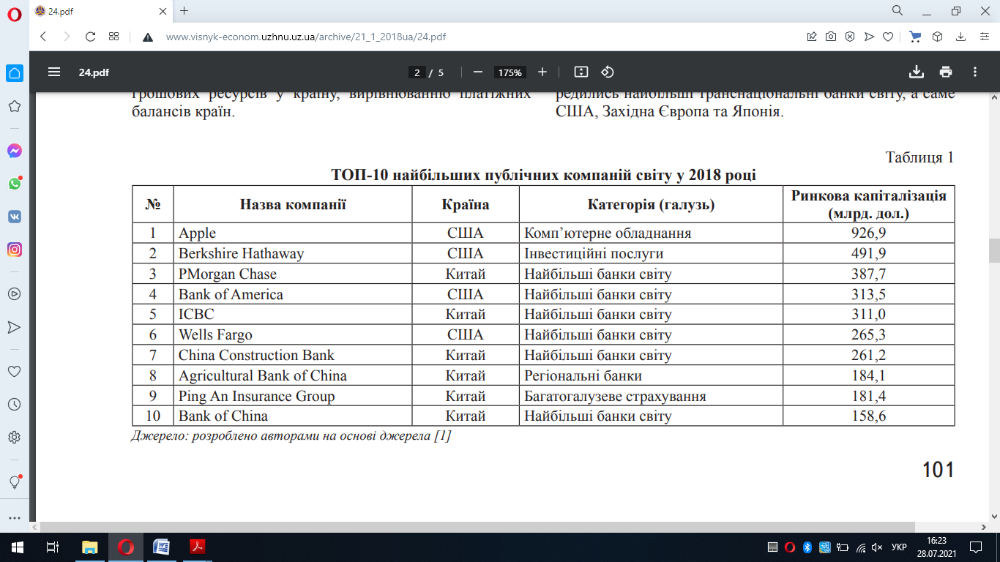 24.pdf
www.visnyk-econom.uzhnu.uz.ua/archive/21_1_2018ua/24.pdf
24.pdf
2 / 5
175%
грошових ресурсів у країну, вирівнюванню платіжних
балансів країн.
редились найбільші транснаціональні банки світу, а саме
США, Західна Європа та Японія.
Таблиця 1
ТОП-10 найбільших публічних компаній світу у 2018 році
№ Назва компанії Країна Категорія (галузь) Ринкова капіталізація (млрд. дол.)
1 Apple США Комп’ютерне обладнання 926,9
2 Berkshire Hathaway США Інвестиційні послуги 491,9
3 PMorgan Chase Китай Найбільші банки світу 387,7
4 Bank of America США Найбільші банки світу 313,5
5 ICBC Китай Найбільші банки світу 311,0
6 Wells Fargo США Найбільші банки світу 265,3
7 China Construction Bank Китай Найбільші банки світу 261,2
8 Agricultural Bank of China Китай Регіональні банки 184,1
9 Ping An Insurance Group Китай Багатогалузеве страхування 181,4
10 Bank of China Китай Найбільші банки світу 158,6
Джерело: розроблено авторами на основі джерела [1]
101
16:23
УКР
28.07.2021